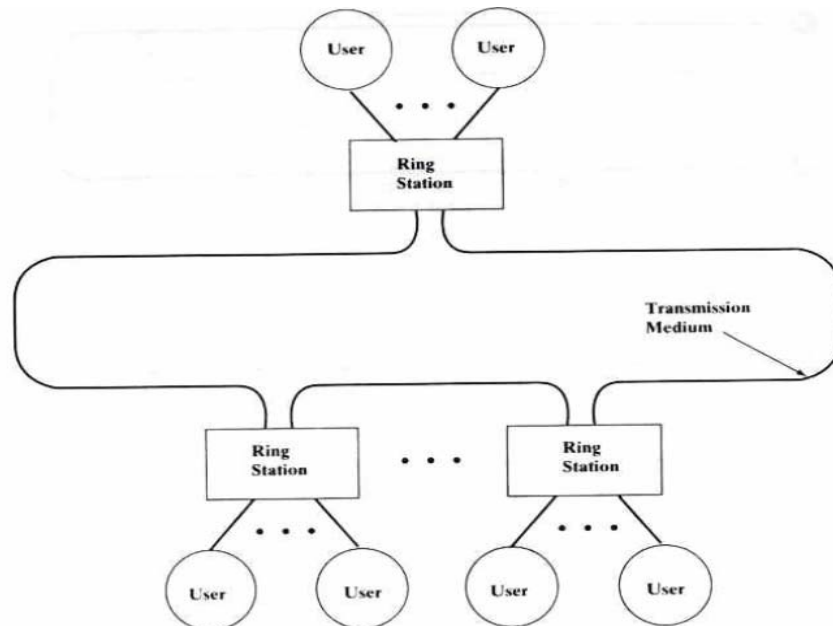 User
User
Ring
Station
Transmission
Medium
Ring
Station
Ring
Station
User
User
User
User